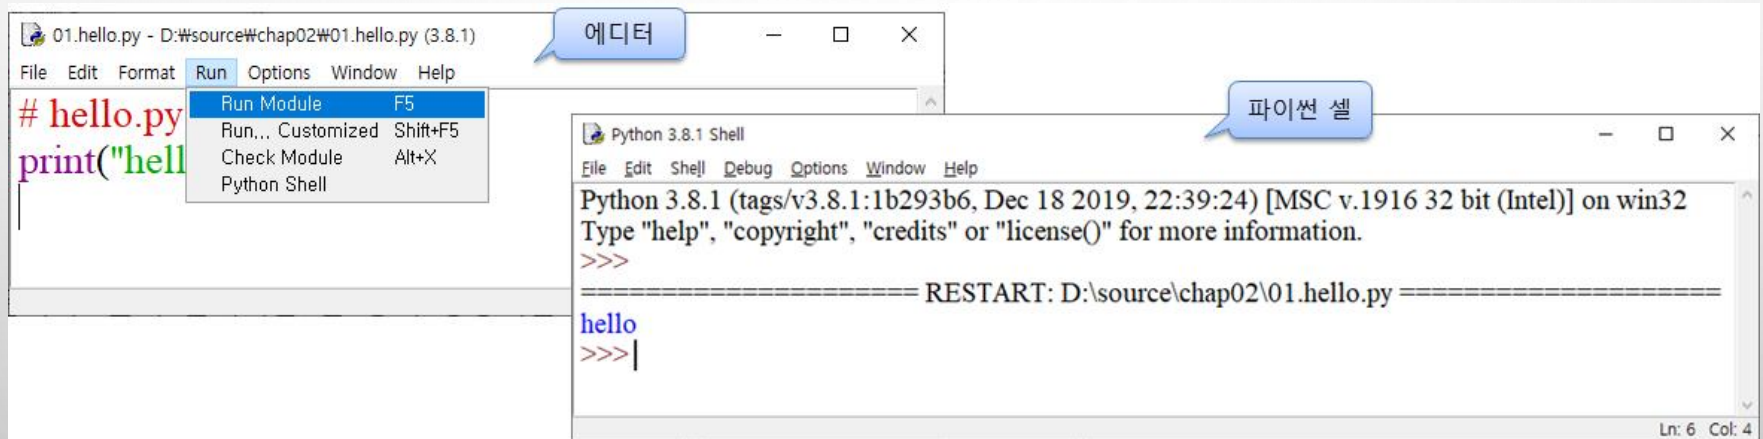 01.hello.py - D:₩source₩chap02₩01.hello.py (3.8.1)
에디터
File Edit Format Run Options Window Help
# hello.py
print("hell
Run Module F5
Run... Customized Shift+F5
Check Module Alt+X
Python Shell
파이썬 셸
Python 3.8.1 Shell
File Edit Shell Debug Options Window Help
Python 3.8.1 (tags/v3.8.1:1b293b6, Dec 18 2019, 22:39:24) [MSC v.1916 32 bit (Intel)] on win32
Type "help", "copyright", "credits" or "license()" for more information.
>>>
===================== RESTART: D:\source\chap02\01.hello.py ====================
hello
>>>
Ln: 6 Col: 4